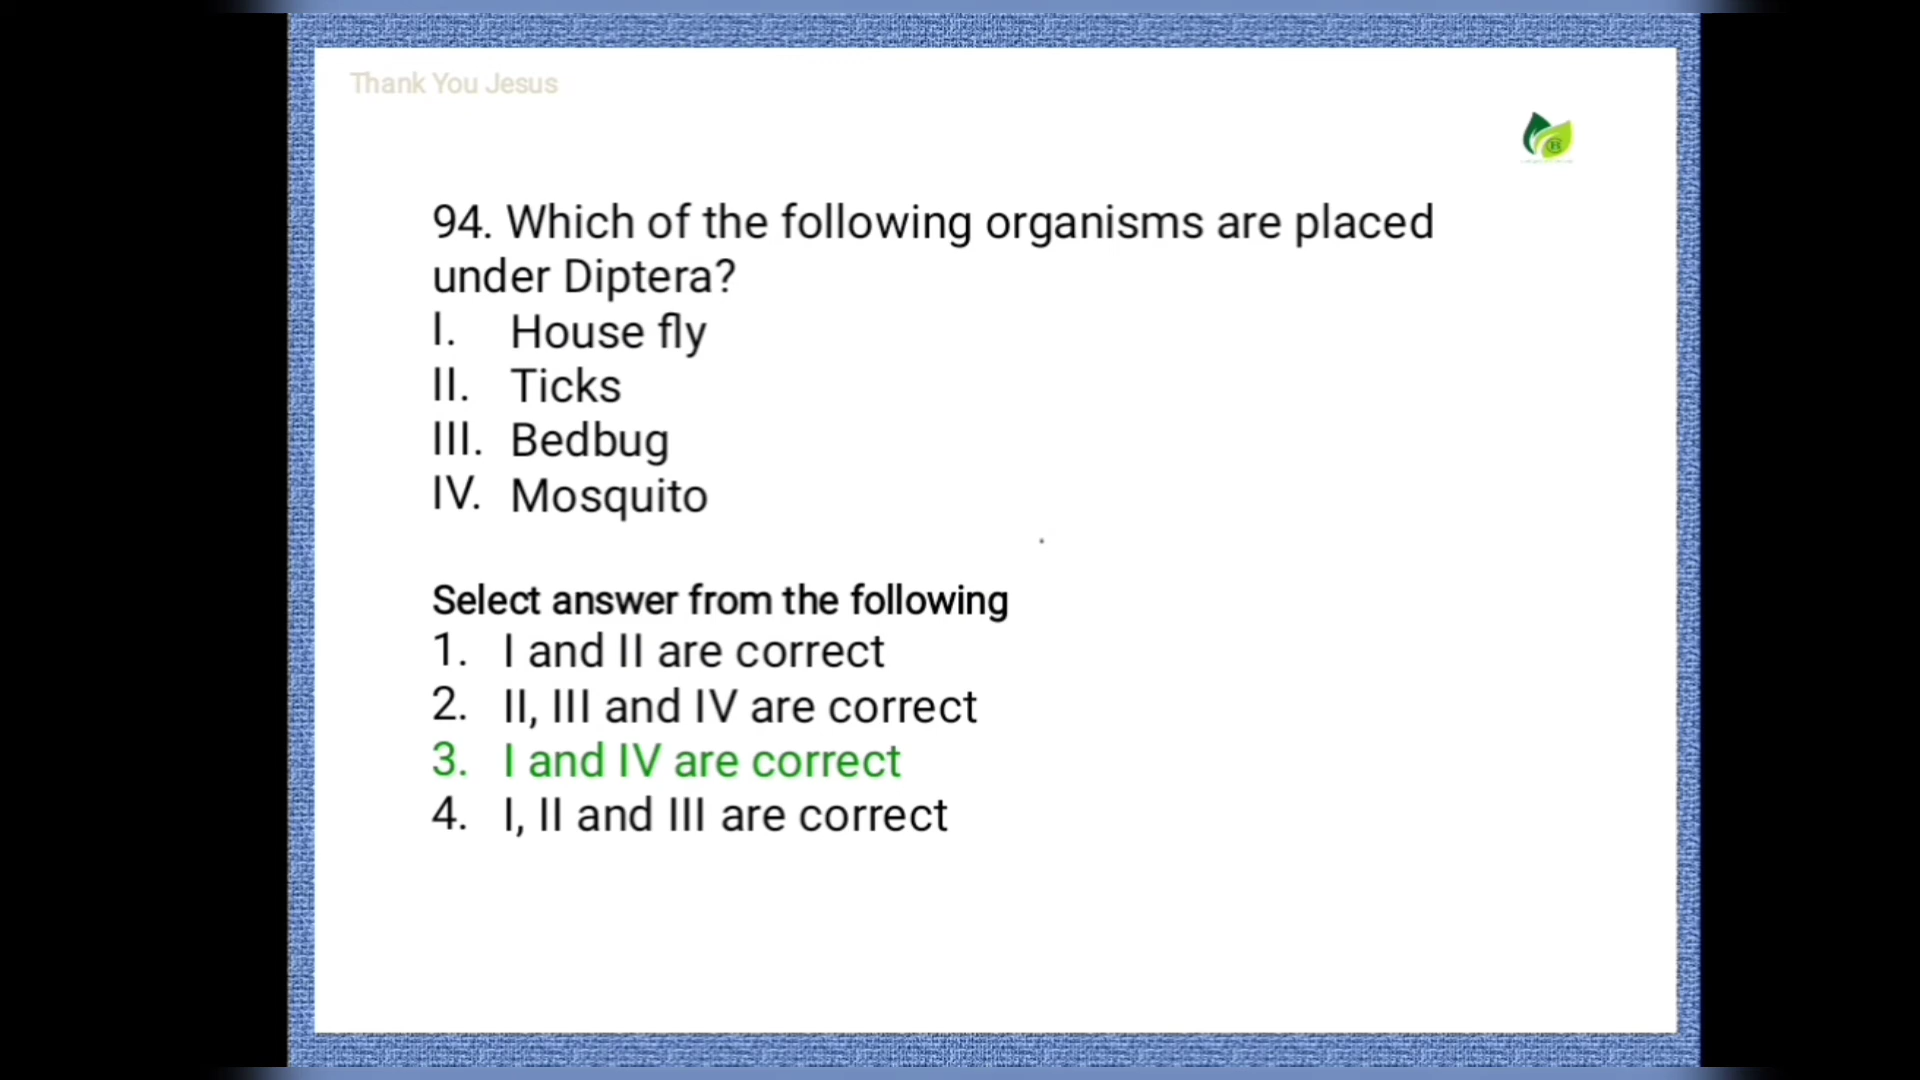 Thank You Jesus
94. Which of the following organisms are placed
under Diptera?
I. House fly
II. Ticks
III. Bedbug
IV. Mosquito
Select answer from the following
1. I and II are correct
2. II, III and IV are correct
3. I and IV are correct
4. I, II and III are correct